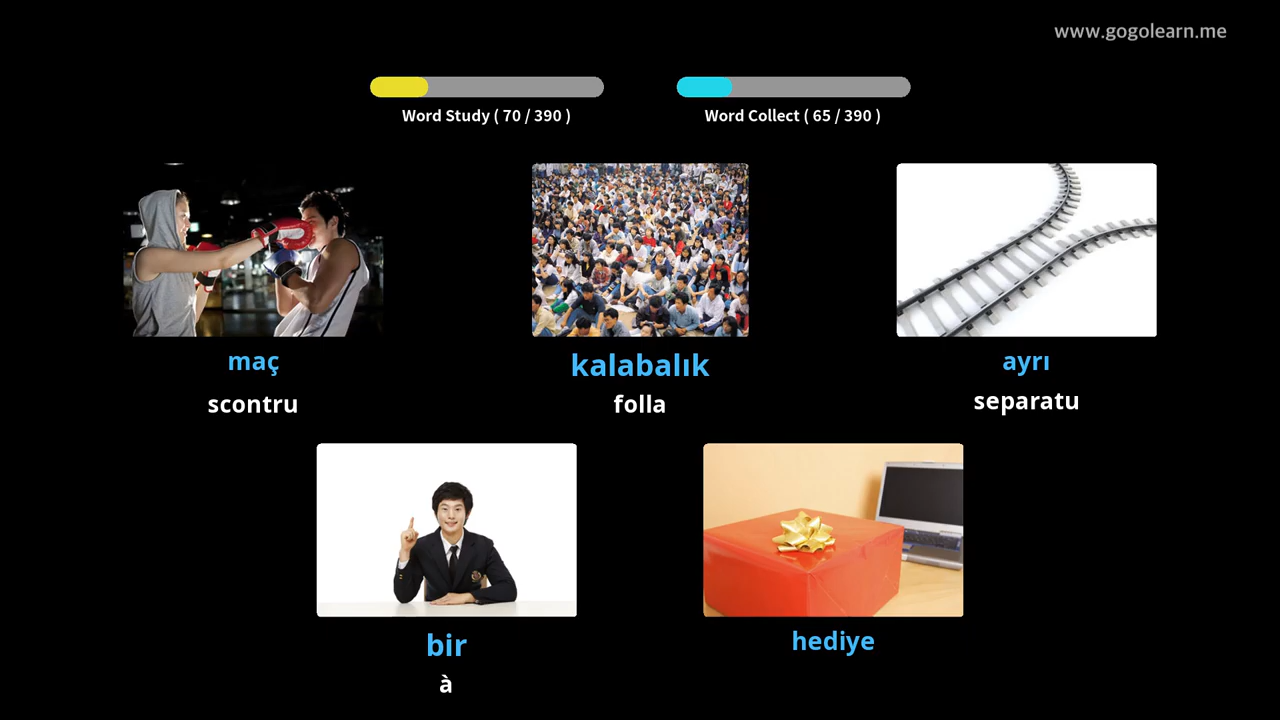 www.gogolearn.me
Word Study ( 70 / 390 )
Word Collect ( 65 / 390 )
maç
kalabalık
ayrı
scontru
folla
separatu
bir
hediye
à